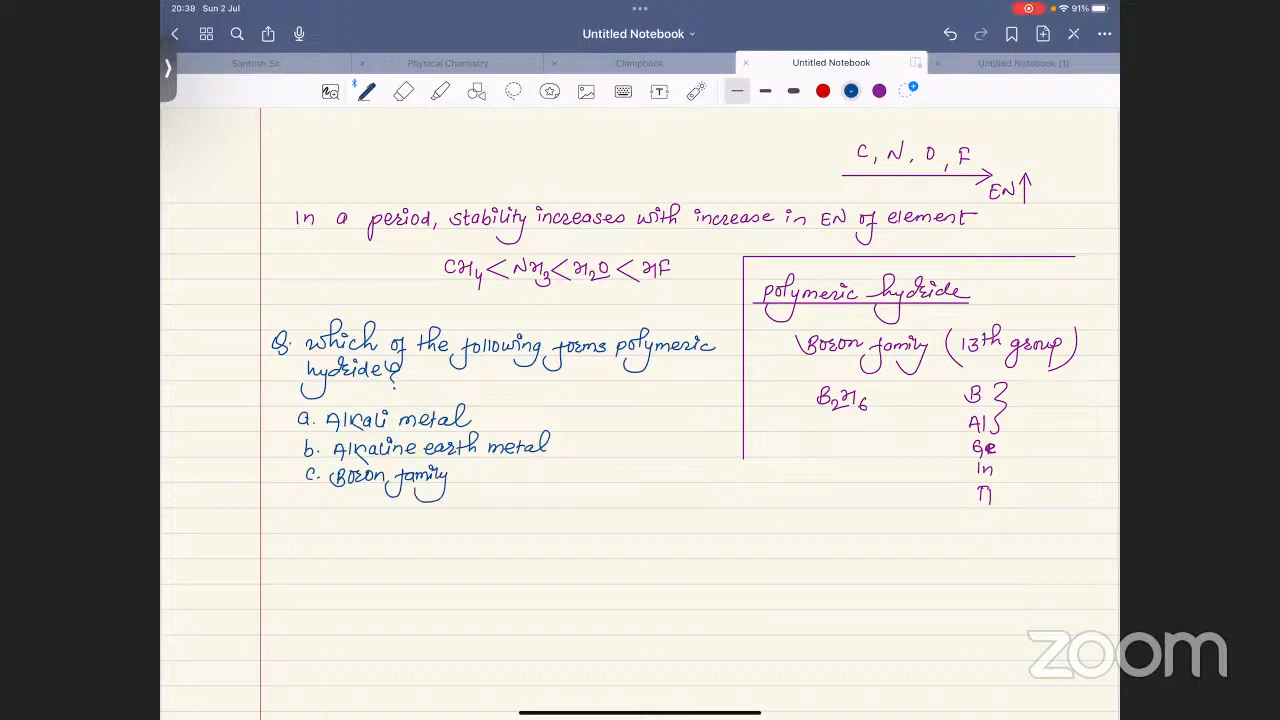 20:38 Sun 2 Jul
91%
Untitled Notebook
Santosh Sir
Physical Chemistry
Clampbook
Untitled Notebook
Untitled Notebook (1)
C, N, O, F
EN↑
In a period, stability increases with increase in EN of element
CH4 < NH3 < H2O < HF
polymeric hydride
Boron family (13th group)
B2H6
B
Al
In
Tl
Q. which of the following forms polymeric
hydride?
a. Alkali metal
b. Alkaline earth metal
c. Boron family
zoom